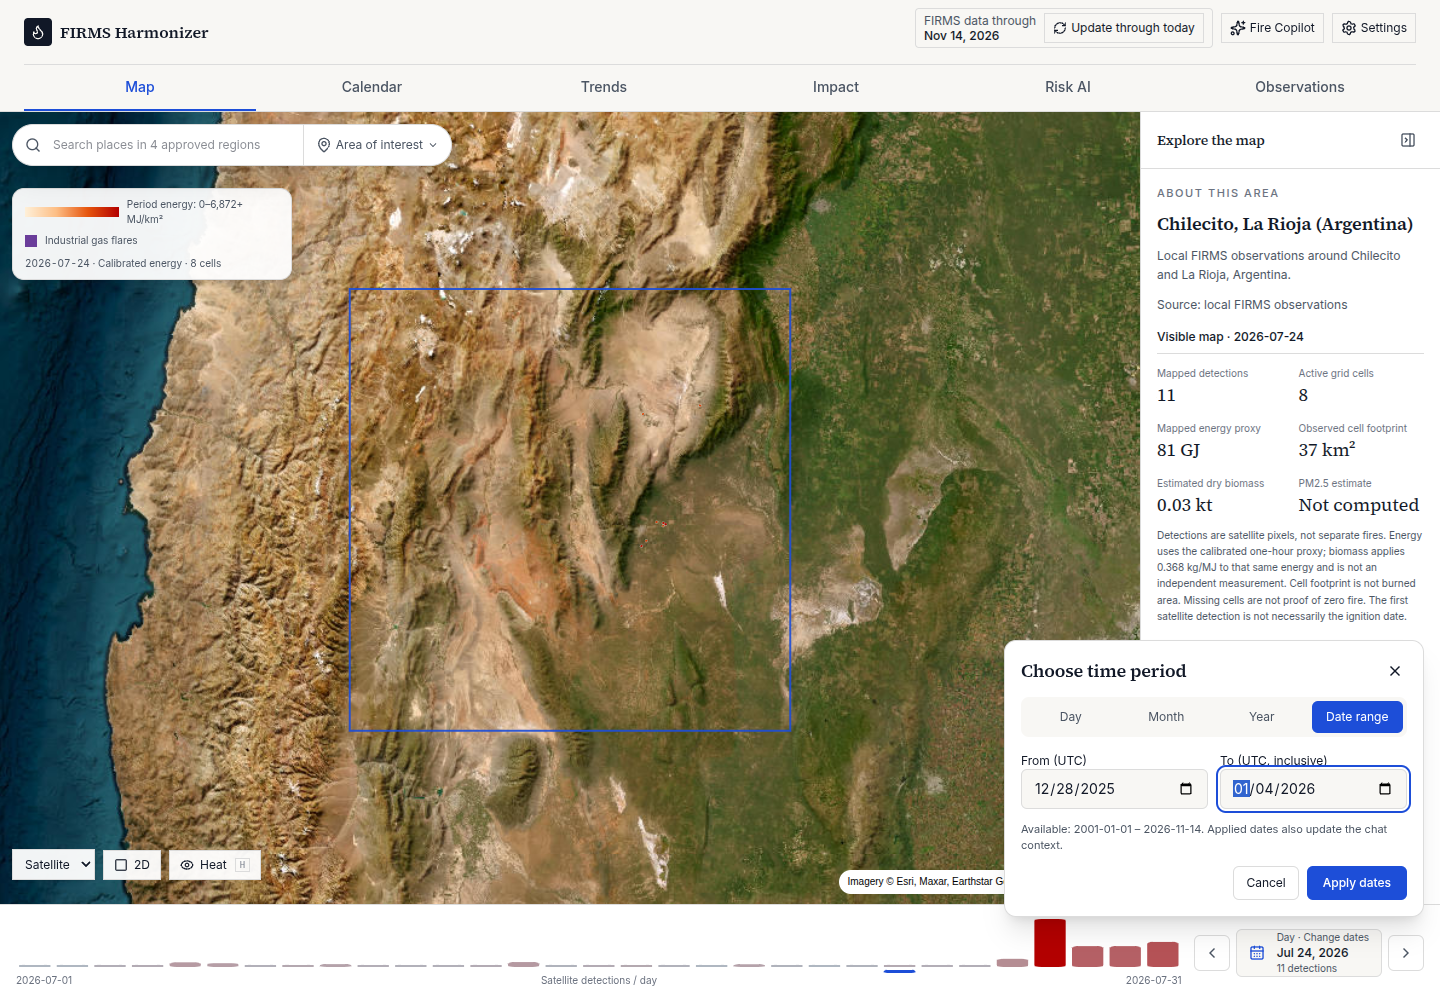 FIRMS Harmonizer
FIRMS data through
Nov 14, 2026
Update through today
Fire Copilot
Settings
Map
Calendar
Trends
Impact
Risk AI
Observations
Search places in 4 approved regions
Area of interest
Period energy: 0–6,872+
MJ/km²
Industrial gas flares
2026-07-24 · Calibrated energy · 8 cells
Explore the map
ABOUT THIS AREA
Chilecito, La Rioja (Argentina)
Local FIRMS observations around Chilecito
and La Rioja, Argentina.
Source: local FIRMS observations
Visible map · 2026-07-24
Mapped detections
Active grid cells
11
8
Mapped energy proxy
Observed cell footprint
81 GJ
37 km²
Estimated dry biomass
PM2.5 estimate
0.03 kt
Not computed
Detections are satellite pixels, not separate fires. Energy
uses the calibrated one-hour proxy; biomass applies
0.368 kg/MJ to that same energy and is not an
independent measurement. Cell footprint is not burned
area. Missing cells are not proof of zero fire. The first
satellite detection is not necessarily the ignition date.
Choose time period
Day
Month
Year
Date range
From (UTC)
To (UTC, inclusive)
12/28/2025
01/04/2026
Available: 2001-01-01 – 2026-11-14. Applied dates also update the chat
context.
Cancel
Apply dates
Satellite
2D
Heat
H
Imagery © Esri, Maxar, Earthstar G
2026-07-01
Satellite detections / day
2026-07-31
Day · Change dates
Jul 24, 2026
11 detections